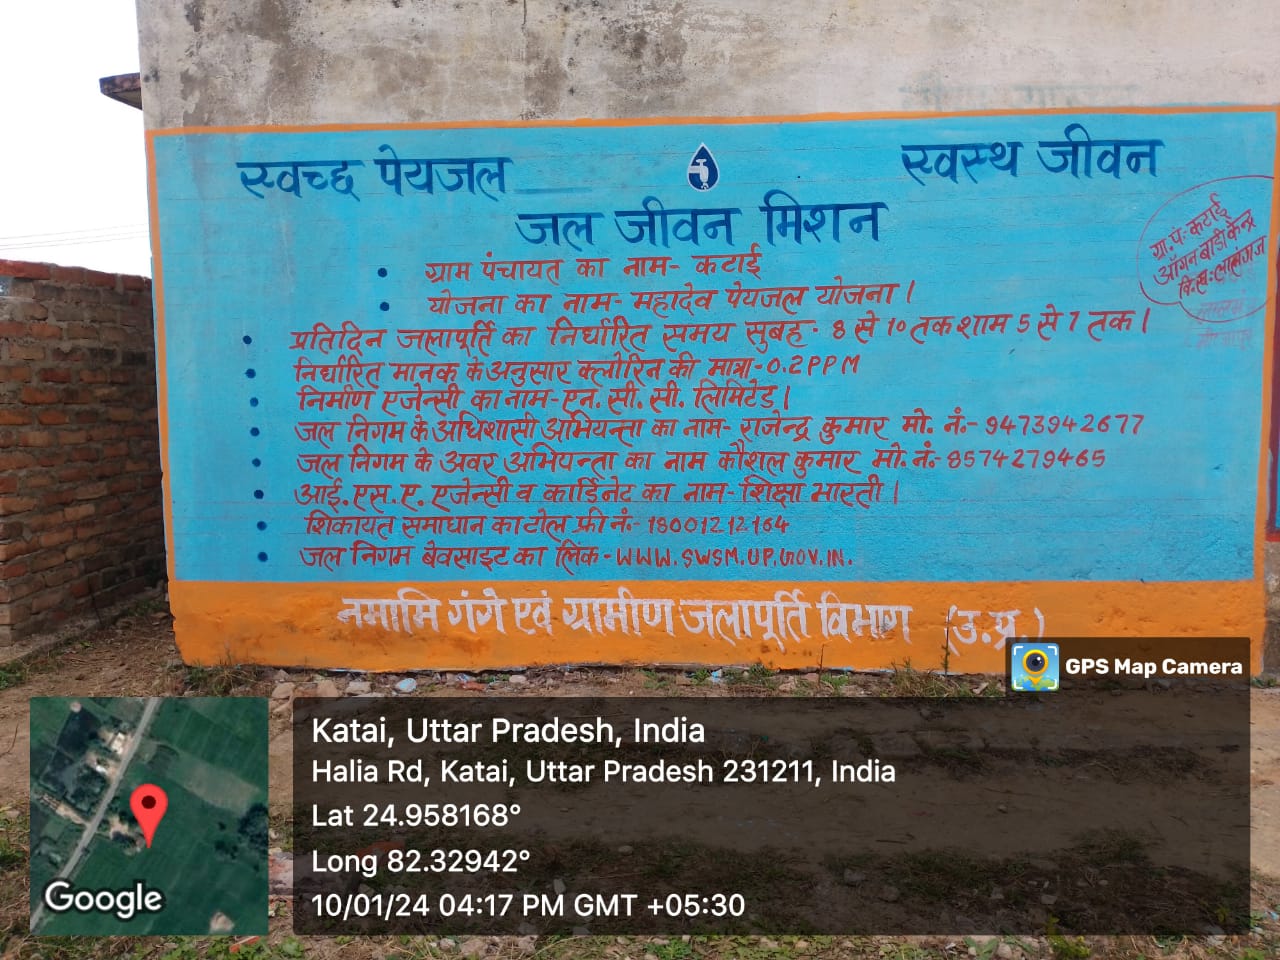 स्वच्छ पेयजल
स्वस्थ जीवन
जल जीवन मिशन
ग्रा. पं. कटाई
आँगनबाडी केन्द्र
वि.ख. लालगंज
• ग्राम पंचायत का नाम- कटाई
• योजना का नाम- महादेव पेयजल योजना।
• प्रतिदिन जलापूर्ति का निर्धारित समय सुबह- 8 से 10 तक शाम 5 से 7 तक।
• निर्धारित मानक के अनुसार क्लोरिन की मात्रा-0.2PPM
• निर्माण एजेन्सी का नाम-एन. सी. सी. लिमिटेड।
• जल निगम के अधिशासी अभियन्ता का नाम- राजेन्द्र कुमार मो. नं.- 9473942677
• जल निगम के अवर अभियन्ता का नाम कौशल कुमार मो. नं.- 8574279465
• आई. एस. ए. एजेन्सी व कार्डिनेट का नाम- शिक्षा भारती।
• शिकायत समाधान का टोल फ्री नं.- 18001212164
• जल निगम बेवसाइट का लिंक- WWW.SWSM.UP.GOV.IN.
नमामि गंगे एवं ग्रामीण जलापूर्ति विभाग (उ.प्र.)
GPS Map Camera
Katai, Uttar Pradesh, India
Halia Rd, Katai, Uttar Pradesh 231211, India
Lat 24.958168°
Long 82.32942°
10/01/24 04:17 PM GMT +05:30
Google